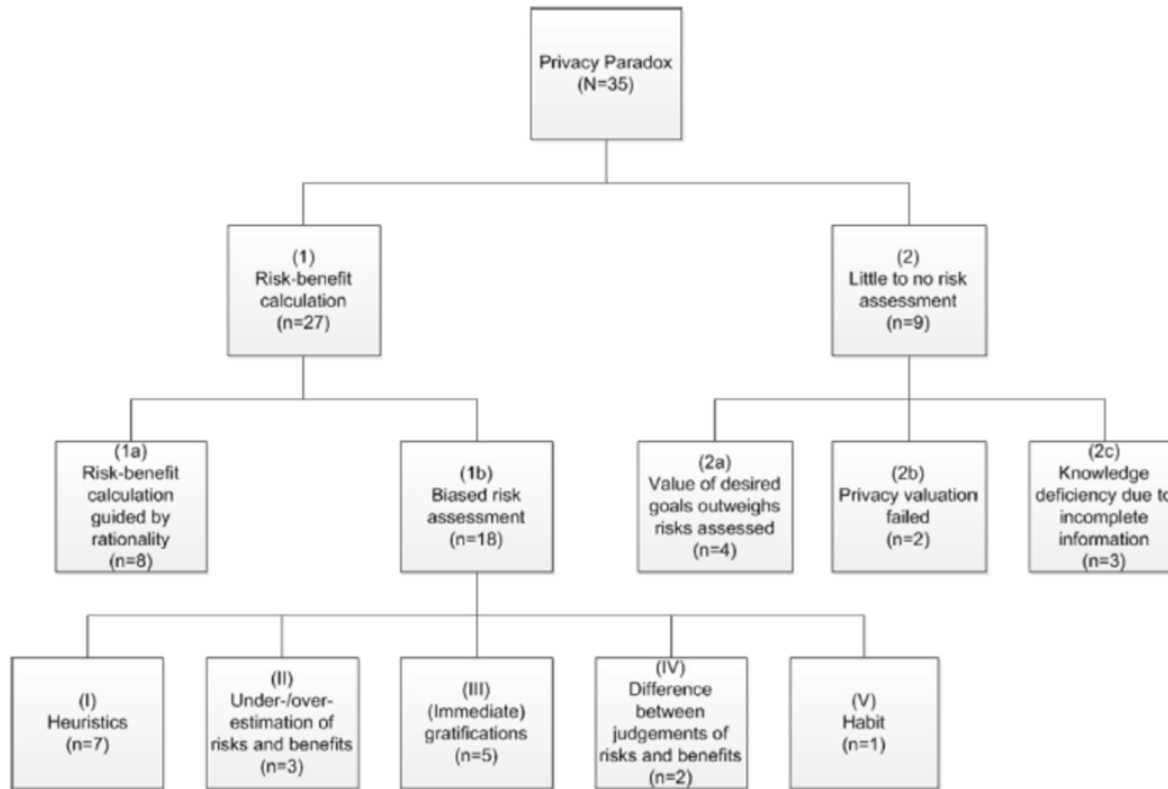 Privacy Paradox
(N=35)
(1)
Risk-benefit
calculation
(n=27)
(2)
Little to no risk
assessment
(n=9)
(1a)
Risk-benefit
calculation
guided by
rationality
(n=8)
(1b)
Biased risk
assessment
(n=18)
(2a)
Value of desired
goals outweighs
risks assessed
(n=4)
(2b)
Privacy valuation
failed
(n=2)
(2c)
Knowledge
deficiency due to
incomplete
information
(n=3)
(I)
Heuristics
(n=7)
(II)
Under-/over-
estimation of
risks and benefits
(n=3)
(III)
(Immediate)
gratifications
(n=5)
(IV)
Difference
between
judgements of
risks and benefits
(n=2)
(V)
Habit
(n=1)